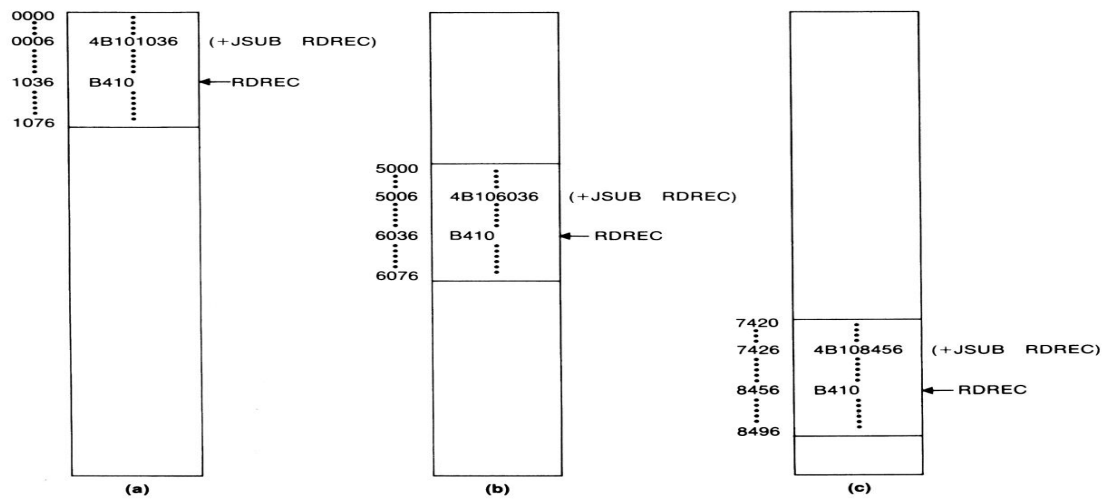 0000
0006 4B101036 (+JSUB RDREC)
1036 B410 RDREC
1076
(a)
5000
5006 4B106036 (+JSUB RDREC)
6036 B410 RDREC
6076
(b)
7420
7426 4B108456 (+JSUB RDREC)
8456 B410 RDREC
8496
(c)